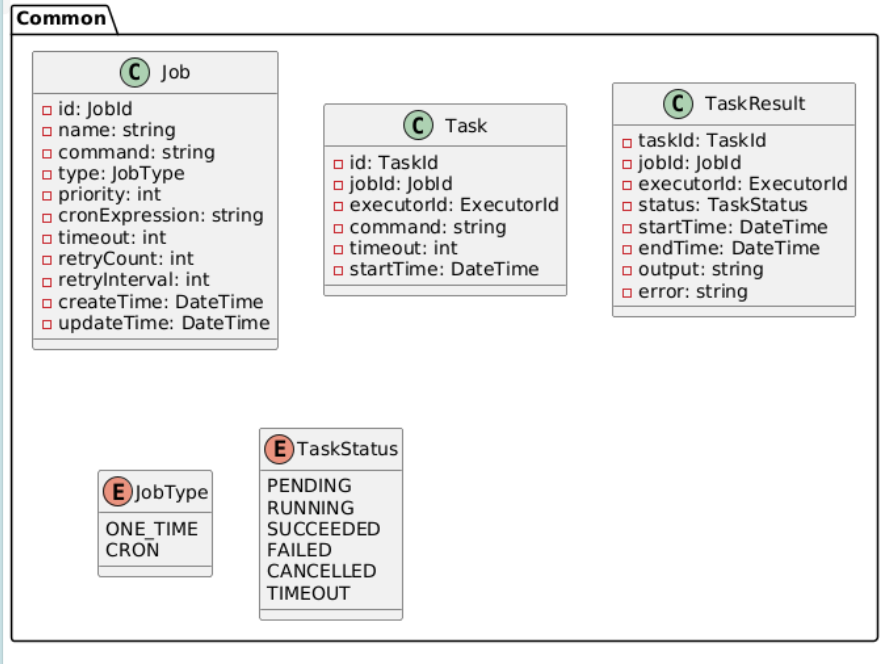 Common
C Job
id: JobId
name: string
command: string
type: JobType
priority: int
cronExpression: string
timeout: int
retryCount: int
retryInterval: int
createTime: DateTime
updateTime: DateTime
C Task
id: TaskId
jobId: JobId
executorId: ExecutorId
command: string
timeout: int
startTime: DateTime
C TaskResult
taskId: TaskId
jobId: JobId
executorId: ExecutorId
status: TaskStatus
startTime: DateTime
endTime: DateTime
output: string
error: string
E JobType
ONE_TIME
CRON
E TaskStatus
PENDING
RUNNING
SUCCEEDED
FAILED
CANCELLED
TIMEOUT